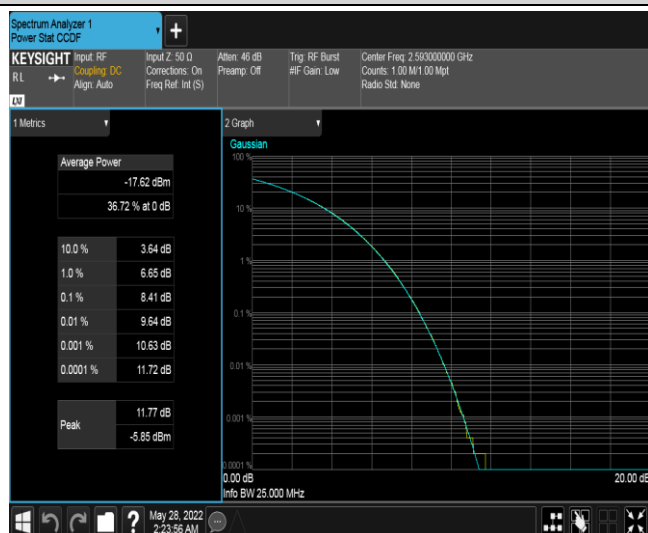 Spectrum Analyzer 1
Power Stat CCDF
KEYSIGHT
RL
LXI
Input: RF
Coupling: DC
Align: Auto
Input Z: 50 Ω
Corrections: On
Freq Ref: Int (S)
Atten: 46 dB
Preamp: Off
Trig: RF Burst
#IF Gain: Low
Center Freq: 2.593000000 GHz
Counts: 1.00 M/1.00 Mpt
Radio Std: None
1 Metrics
Average Power
-17.62 dBm
36.72 % at 0 dB
10.0 % 3.64 dB
1.0 % 6.65 dB
0.1 % 8.41 dB
0.01 % 9.64 dB
0.001 % 10.63 dB
0.0001 % 11.72 dB
Peak
11.77 dB
-5.85 dBm
2 Graph
Gaussian
100 %
10 %
1 %
0.1 %
0.01 %
0.001 %
0.0001 %
0.00 dB
20.00 dB
Info BW 25.000 MHz
?
May 28, 2022
2:23:56 AM